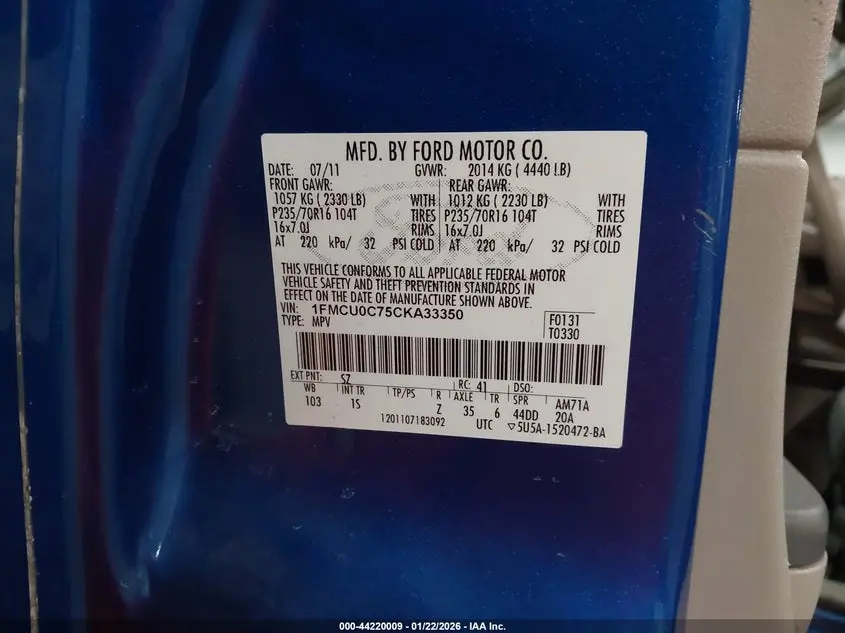 MFD. BY FORD MOTOR CO.
DATE: 07/11 GVWR: 2014 KG ( 4440 LB)
FRONT GAWR: REAR GAWR:
1057 KG ( 2330 LB) WITH 1012 KG ( 2230 LB) WITH
P235/70R16 104T TIRES P235/70R16 104T TIRES
16x7.0J RIMS 16x7.0J RIMS
AT 220 kPa/ 32 PSI COLD AT 220 kPa/ 32 PSI COLD
Ford
THIS VEHICLE CONFORMS TO ALL APPLICABLE FEDERAL MOTOR
VEHICLE SAFETY AND THEFT PREVENTION STANDARDS IN
EFFECT ON THE DATE OF MANUFACTURE SHOWN ABOVE.
VIN: 1FMCU0C75CKA33350
TYPE: MPV
F0131
T0330
EXT PNT: SZ RC: 41 DSO:
WB INT TR TP/PS R AXLE TR SPR AM71A
103 1S Z 35 6 44DD 20A
1201107183092 UTC ▽5U5A-1520472-BA
000-44220009 - 01/22/2026 - IAA Inc.